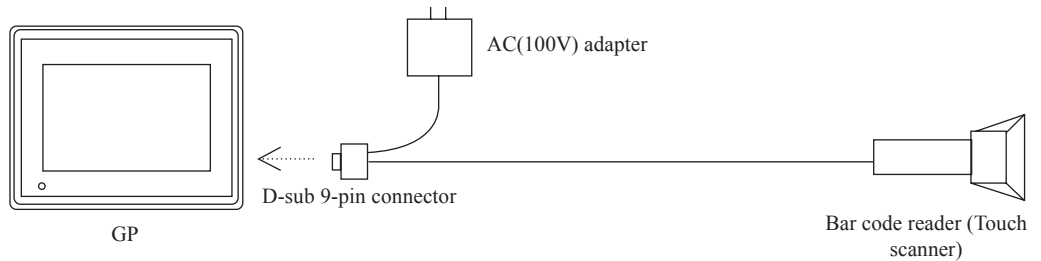 AC(100V) adapter
D-sub 9-pin connector
GP
Bar code reader (Touch
scanner)